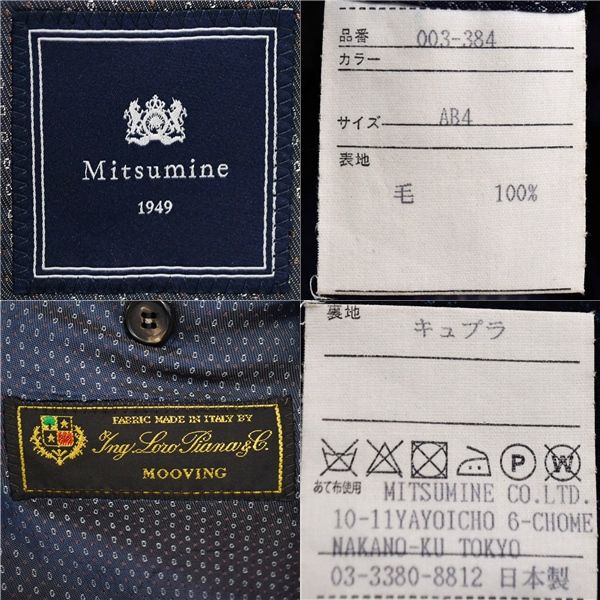 Mitsumine
1949
品番 003-384
カラー
サイズ AB4
表地
毛 100%
FABRIC MADE IN ITALY BY
Ing. Loro Piana & C.
MOOVING
裏地
キュプラ
P W
あて布使用 MITSUMINE CO.LTD.
10-11YAYOICHO 6-CHOME
NAKANO-KU TOKYO
03-3380-8812 日本製